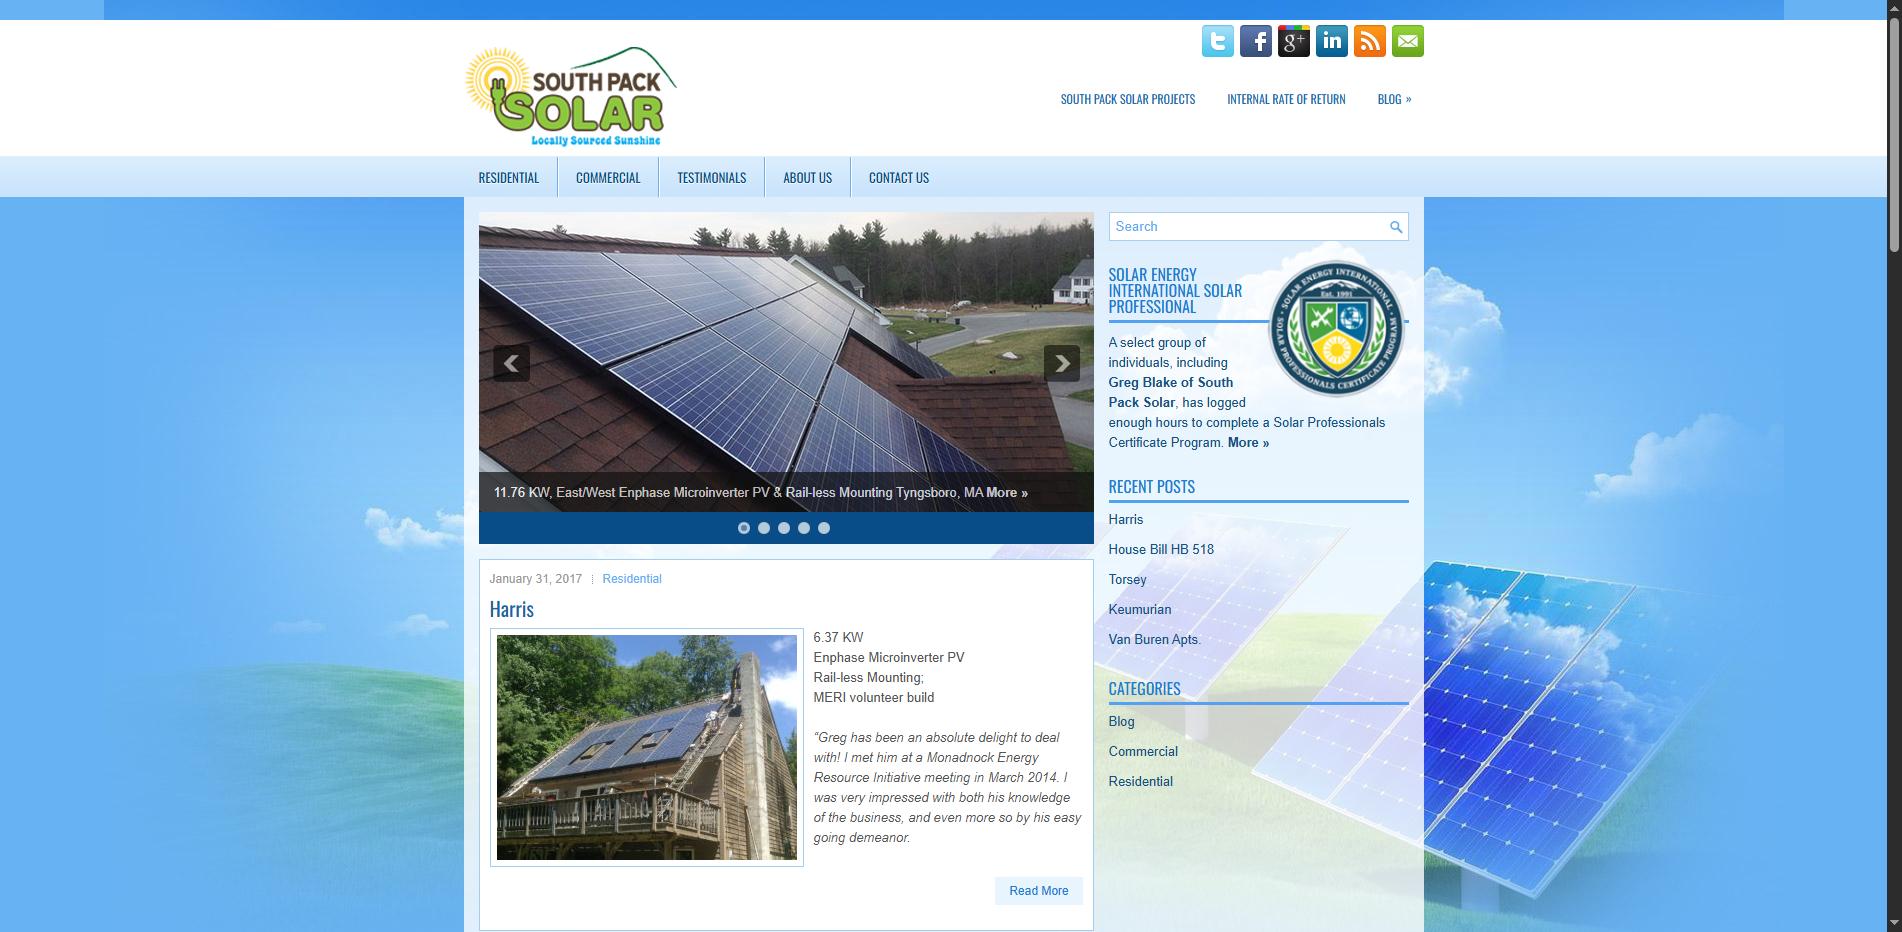 SOUTH PACK
SOLAR
Locally Sourced Sunshine
SOUTH PACK SOLAR PROJECTS
INTERNAL RATE OF RETURN
BLOG »
RESIDENTIAL
COMMERCIAL
TESTIMONIALS
ABOUT US
CONTACT US
11.76 KW, East/West Enphase Microinverter PV & Rail-less Mounting Tyngsboro, MA More »
January 31, 2017
Residential
Harris
6.37 KW
Enphase Microinverter PV
Rail-less Mounting;
MERI volunteer build
“Greg has been an absolute delight to deal
with! I met him at a Monadnock Energy
Resource Initiative meeting in March 2014. I
was very impressed with both his knowledge
of the business, and even more so by his easy
going demeanor.
Read More
Search
SOLAR ENERGY
INTERNATIONAL SOLAR
PROFESSIONAL
SOLAR ENERGY INTERNATIONAL
Est. 1991
SOLAR PROFESSIONALS CERTIFICATE PROGRAM
A select group of
individuals, including
Greg Blake of South
Pack Solar, has logged
enough hours to complete a Solar Professionals
Certificate Program. More »
RECENT POSTS
Harris
House Bill HB 518
Torsey
Keumurian
Van Buren Apts.
CATEGORIES
Blog
Commercial
Residential